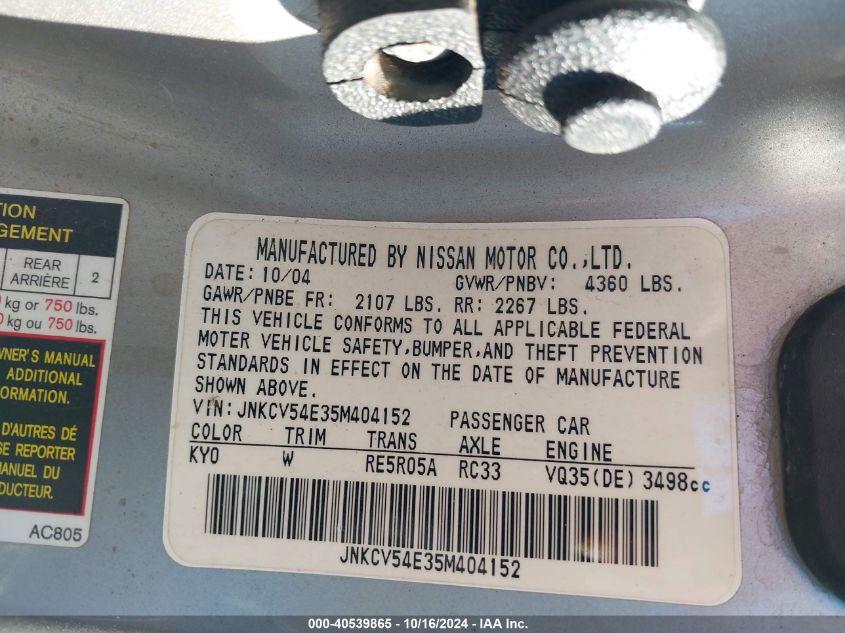 TION
GEMENT
REAR
ARRIÈRE
2
kg or 750 lbs.
kg ou 750 lbs.
WNER'S MANUAL
ADDITIONAL
FORMATION.
D'AUTRES DÉ
SE REPORTER
MANUEL DU
DUCTEUR.
AC805
MANUFACTURED BY NISSAN MOTOR CO.,LTD.
DATE: 10/04 GVWR/PNBV: 4360 LBS.
GAWR/PNBE FR: 2107 LBS. RR: 2267 LBS.
THIS VEHICLE CONFORMS TO ALL APPLICABLE FEDERAL
MOTER VEHICLE SAFETY,BUMPER,AND THEFT PREVENTION
STANDARDS IN EFFECT ON THE DATE OF MANUFACTURE
SHOWN ABOVE.
VIN: JNKCV54E35M404152 PASSENGER CAR
COLOR TRIM TRANS AXLE ENGINE
KY0 W RE5R05A RC33 VQ35(DE) 3498cc
JNKCV54E35M404152
000-40539865 - 10/16/2024 - IAA Inc.